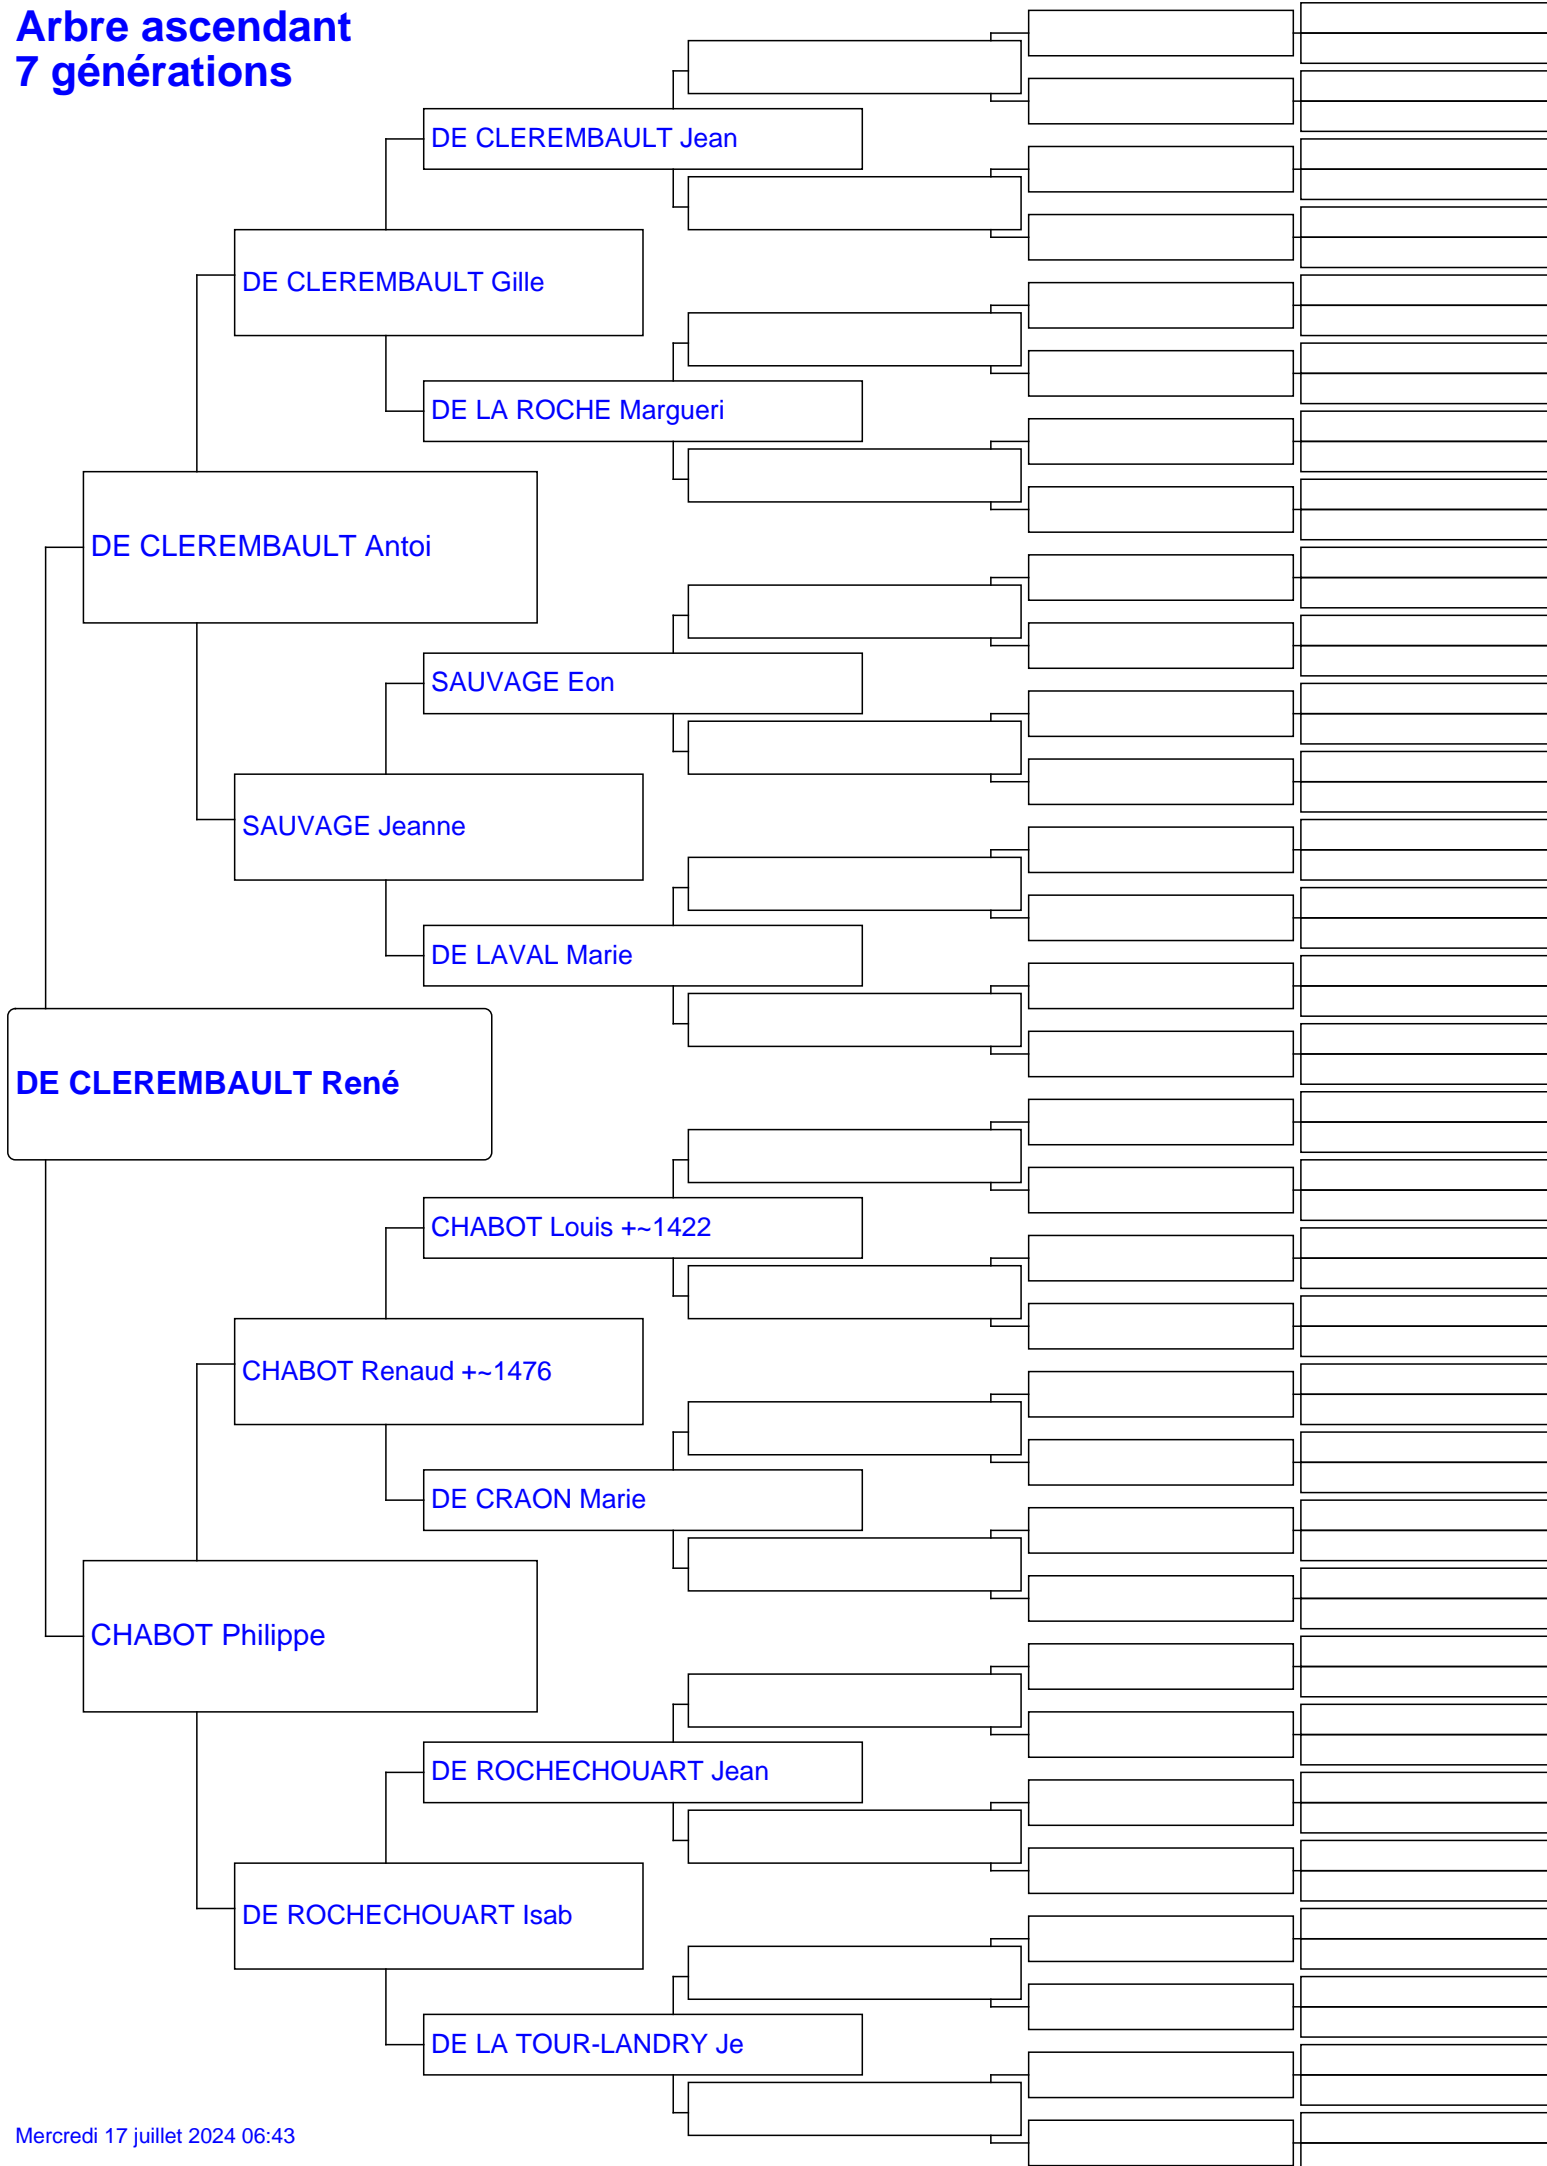 Arbre ascendant
7 générations
DE CLEREMBAULT Jean
DE CLEREMBAULT Gille
DE LA ROCHE Margueri
DE CLEREMBAULT Antoi
SAUVAGE Eon
SAUVAGE Jeanne
DE LAVAL Marie
DE CLEREMBAULT René
CHABOT Louis +~1422
CHABOT Renaud +~1476
DE CRAON Marie
CHABOT Philippe
DE ROCHECHOUART Jean
DE ROCHECHOUART Isab
DE LA TOUR-LANDRY Je
Mercredi 17 juillet 2024 06:43